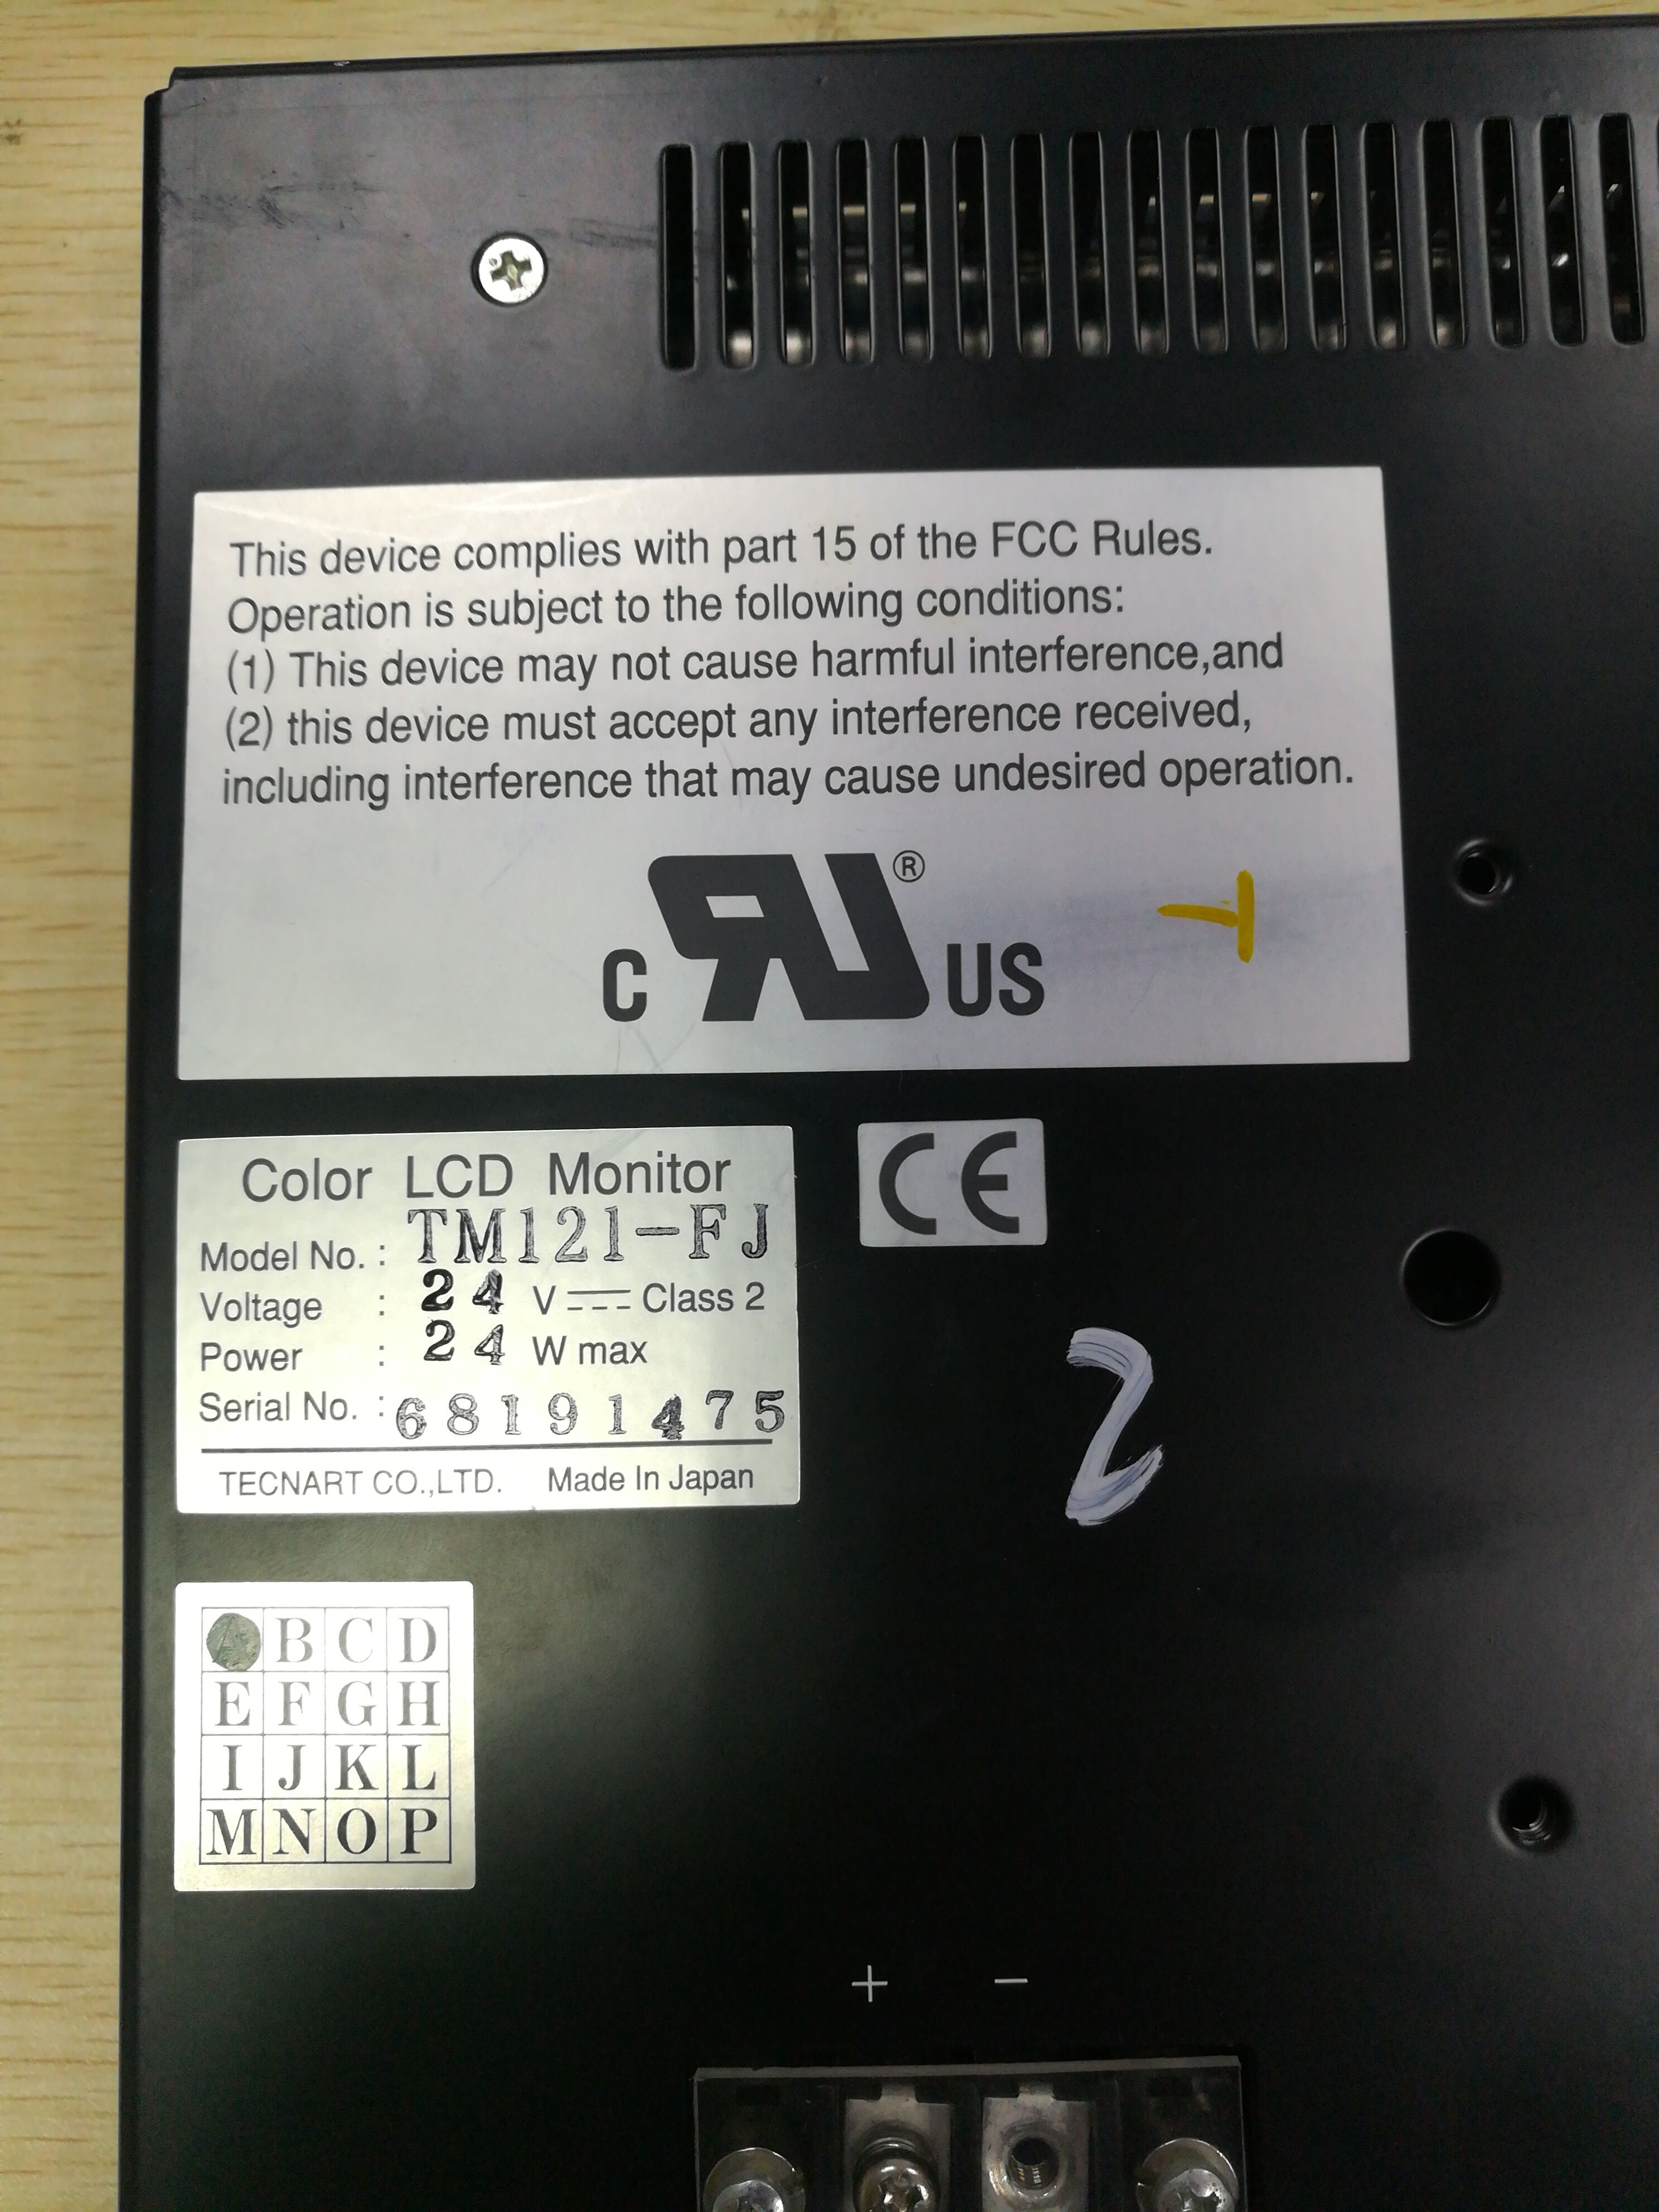 This device complies with part 15 of the FCC Rules.
Operation is subject to the following conditions:
(1) This device may not cause harmful interference,and
(2) this device must accept any interference received,
including interference that may cause undesired operation.
C RU ® US
Color LCD Monitor
Model No. : TM121-FJ
Voltage : 24 V Class 2
Power : 24 W max
Serial No. : 68191475
TECNART CO.,LTD. Made In Japan
CE
2
A B C D
E F G H
I J K L
M N O P
+ −